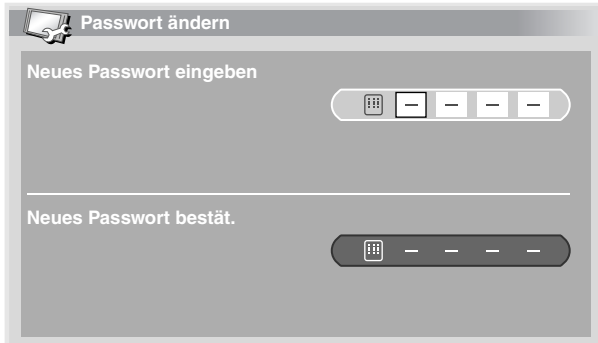 Passwort ändern
Neues Passwort eingeben
– – – –
Neues Passwort bestät.
– – – –